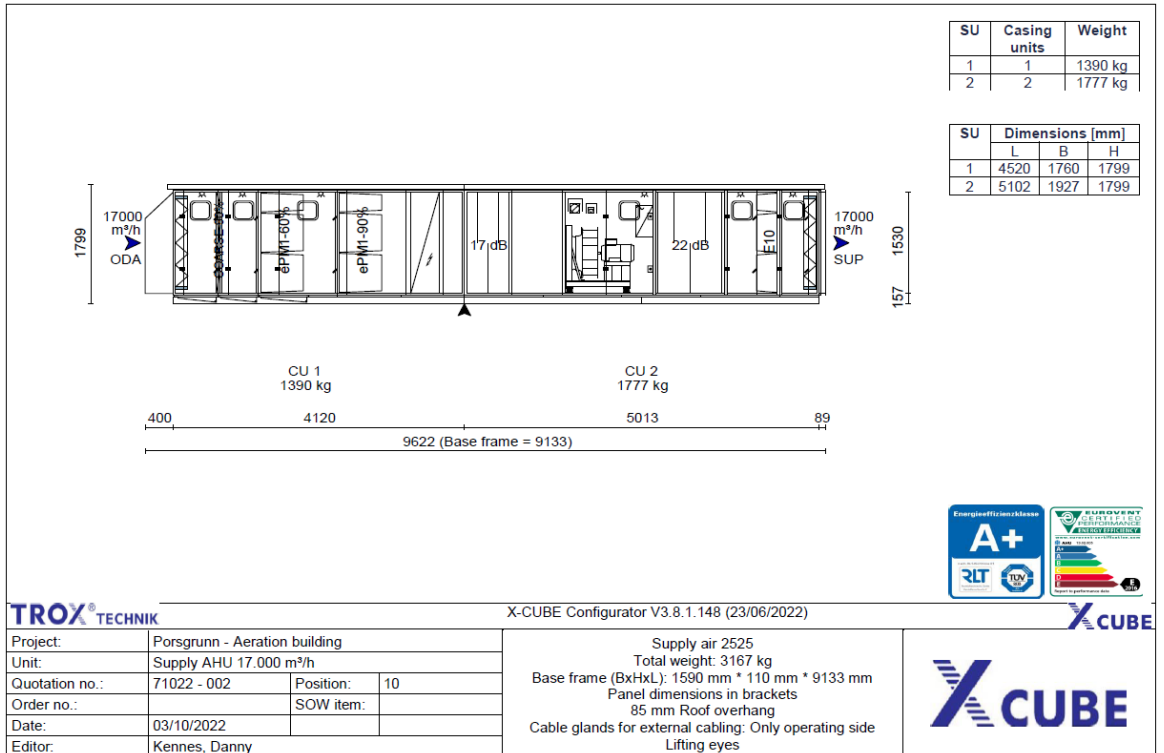 SU Casing units Weight
1 1 1390 kg
2 2 1777 kg
SU Dimensions [mm]
L B H
1 4520 1760 1799
2 5102 1927 1799
1799
17000
m³/h
ODA
ePM1-60%
ePM1-90%
17 dB
22 dB
E10
17000
m³/h
SUP
1530
157
CU 1
1390 kg
CU 2
1777 kg
400 4120 5013 89
9622 (Base frame = 9133)
Energieeffizienzklasse
A+
RLT
TÜV
EUROVENT
CERTIFIED
PERFORMANCE
ENERGY EFFICIENCY
TROX® TECHNIK
X-CUBE Configurator V3.8.1.148 (23/06/2022)
X CUBE
Project: Porsgrunn - Aeration building
Unit: Supply AHU 17.000 m³/h
Quotation no.: 71022 - 002 Position: 10
Order no.: SOW item:
Date: 03/10/2022
Editor: Kennes, Danny
Supply air 2525
Total weight: 3167 kg
Base frame (BxHxL): 1590 mm * 110 mm * 9133 mm
Panel dimensions in brackets
85 mm Roof overhang
Cable glands for external cabling: Only operating side
Lifting eyes
X CUBE